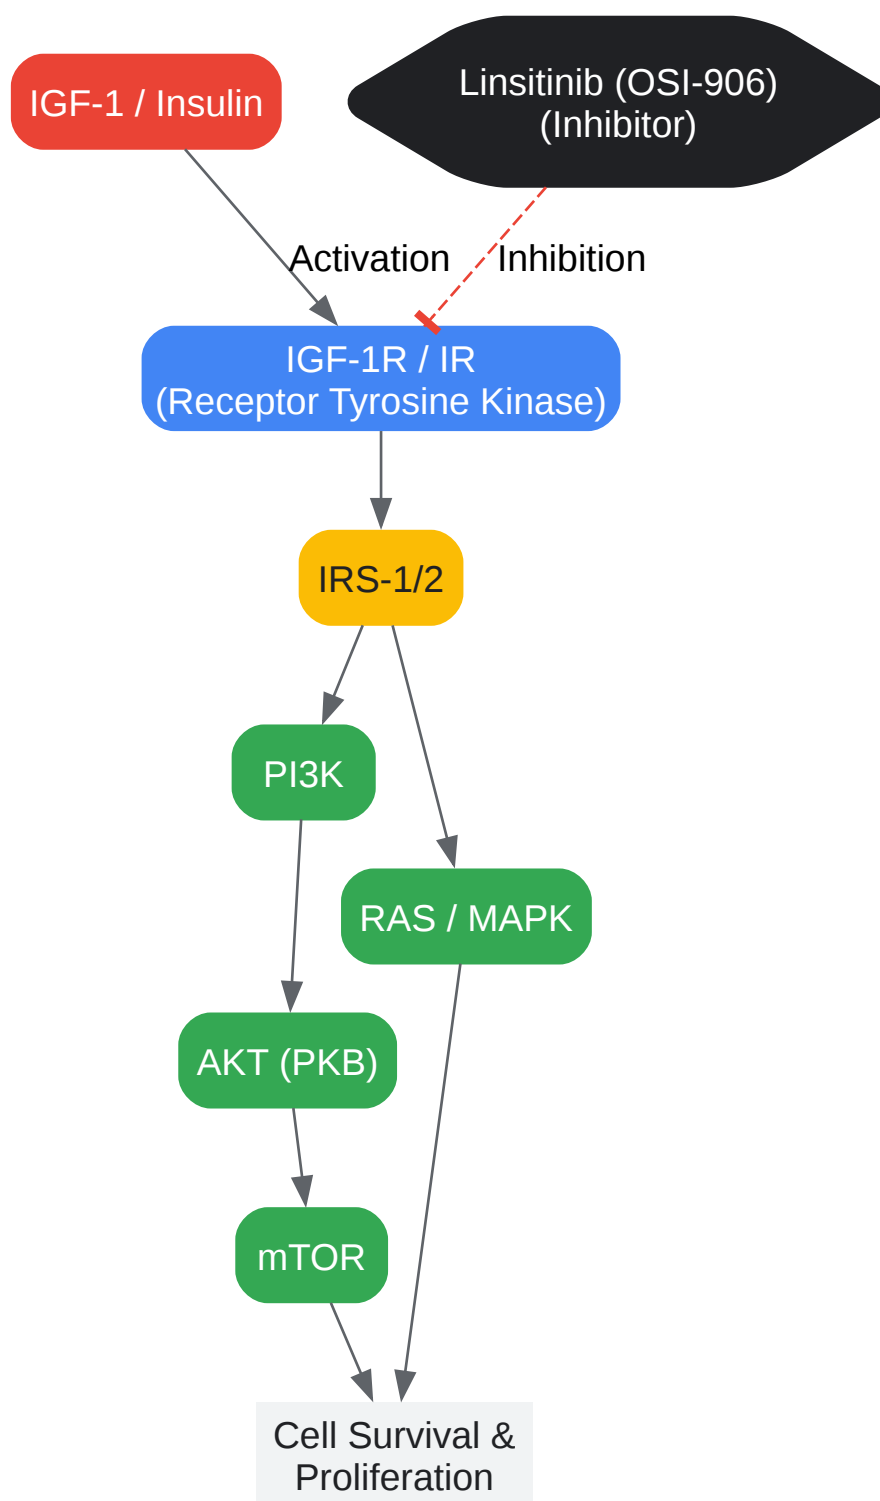 IGF-1 / Insulin
Linsitinib (OSI-906)
(Inhibitor)
Activation
Inhibition
IGF-1R / IR
(Receptor Tyrosine Kinase)
IRS-1/2
PI3K
RAS / MAPK
AKT (PKB)
mTOR
Cell Survival &
Proliferation